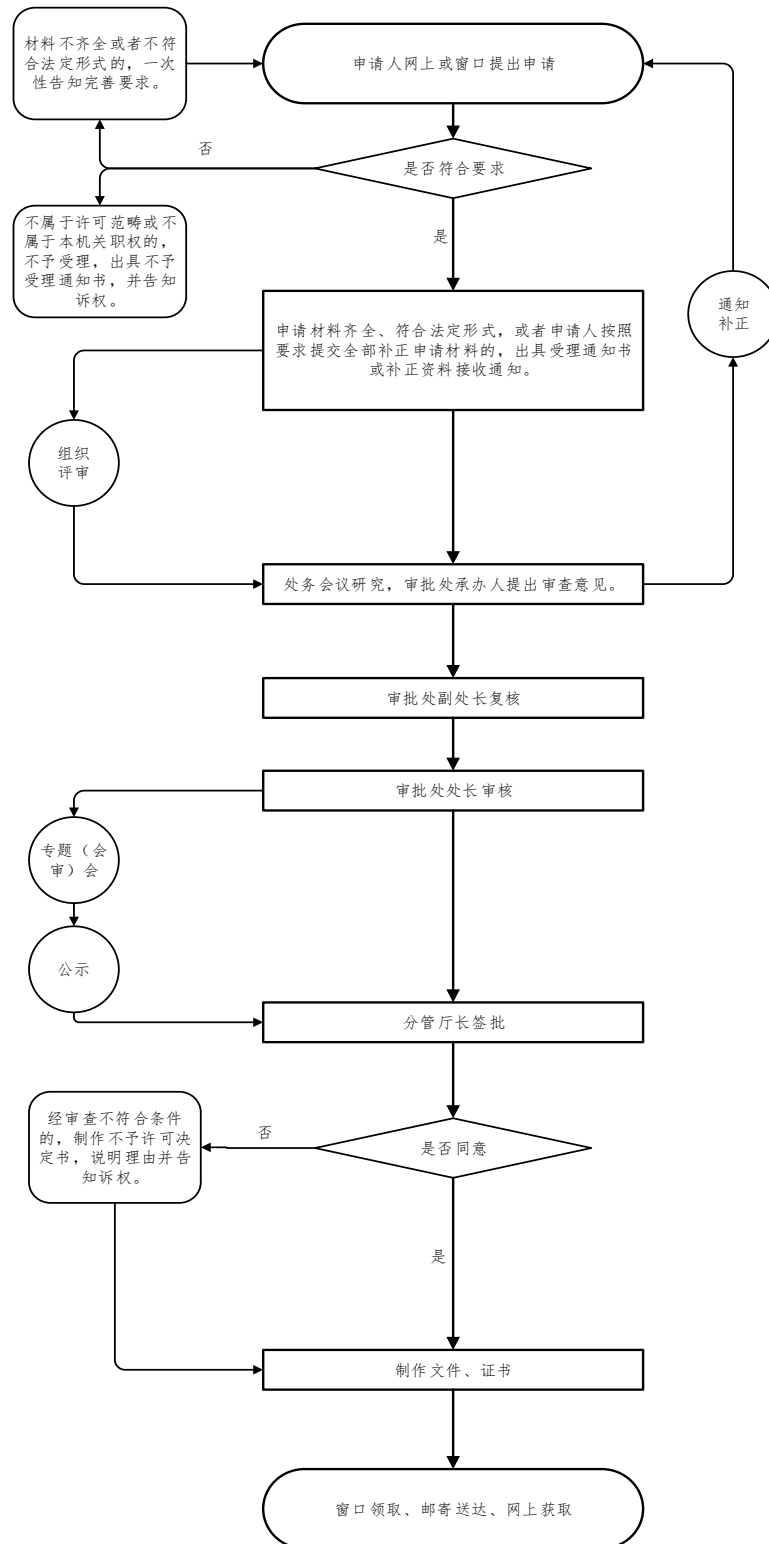 材料不齐全或者不符
合法定形式的，一次
性告知完善要求。
申请人网上或窗口提出申请
否
是否符合要求
不属于许可范畴或不
属于本机关职权的，
不予受理，出具不予
受理通知书，并告知
诉权。
是
通知
补正
申请材料齐全、符合法定形式，或者申请人按照
要求提交全部补正申请材料的，出具受理通知书
或补正资料接收通知。
组织
评审
处务会议研究，审批处承办人提出审查意见。
审批处副处长复核
审批处处长审核
专题（会
审）会
公示
分管厅长签批
经审查不符合条件
的，制作不予许可决
定书，说明理由并告
知诉权。
否
是否同意
是
制作文件、证书
窗口领取、邮寄送达、网上获取